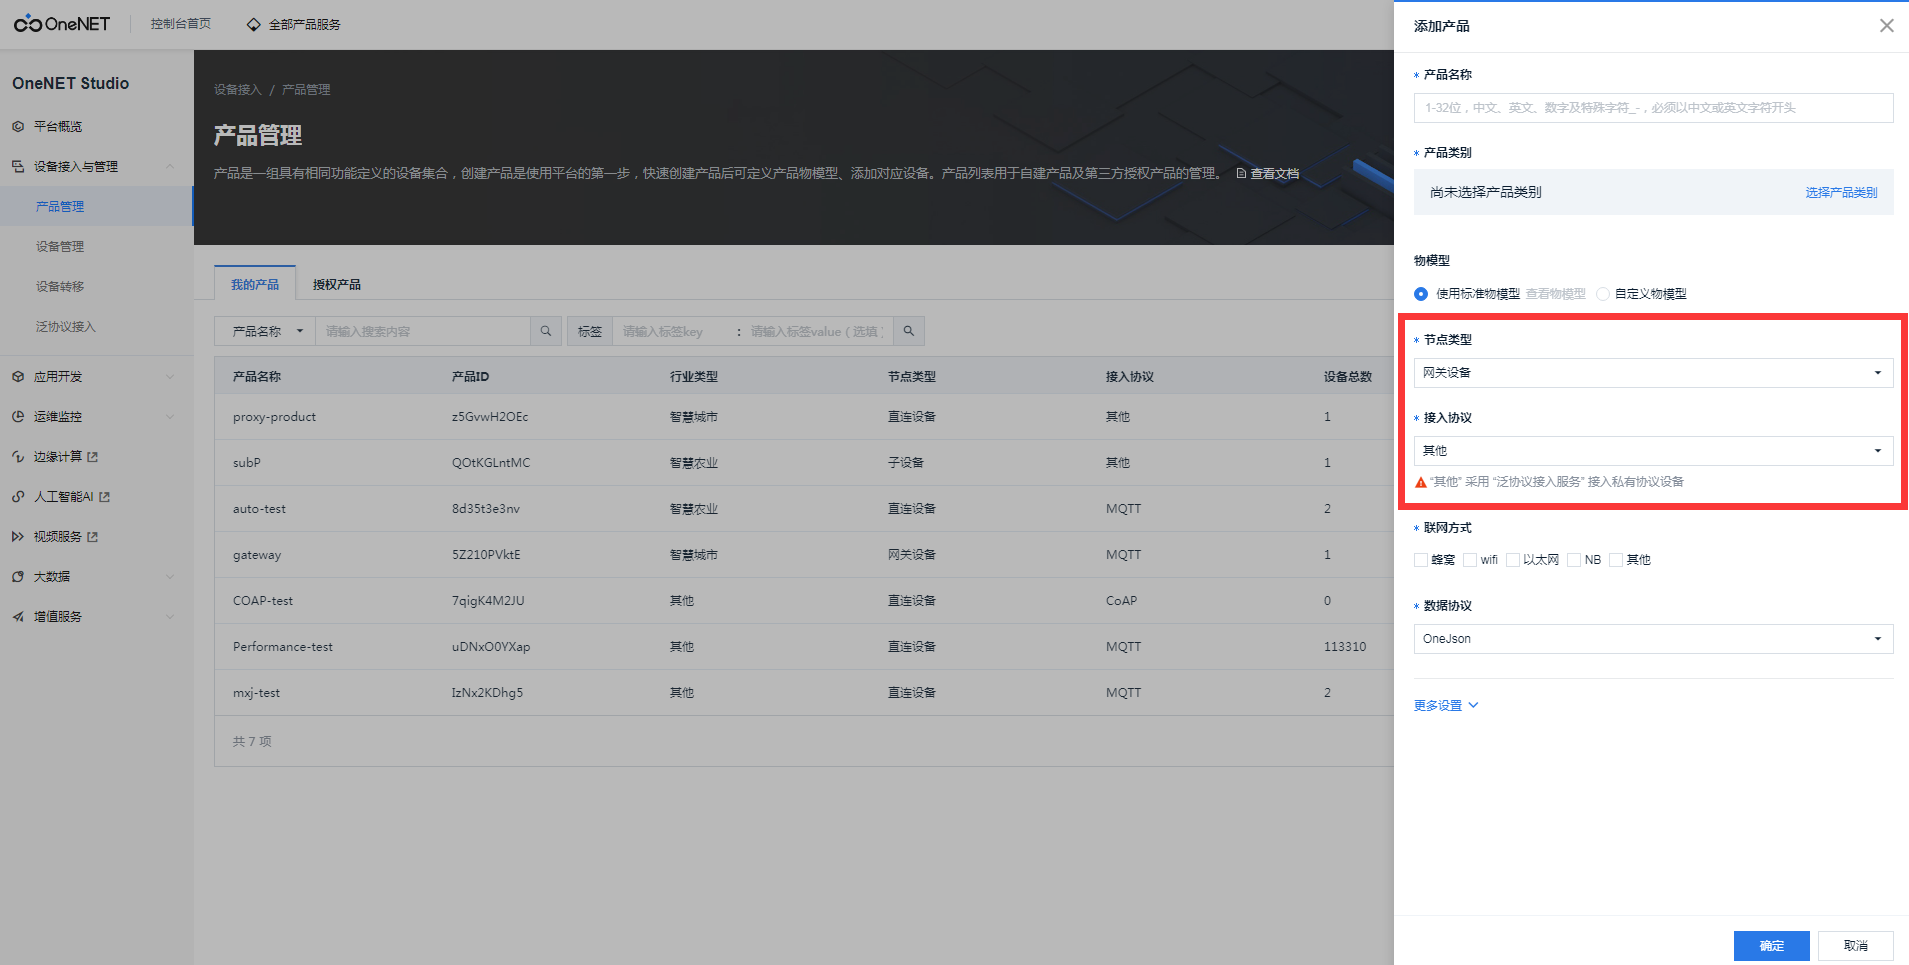 OneNET 控制台首页 全部产品服务
OneNET Studio
平台概览
设备接入与管理
产品管理
设备管理
设备转移
泛协议接入
应用开发
运维监控
边缘计算
人工智能AI
视频服务
大数据
增值服务
设备接入 / 产品管理
产品管理
产品是一组具有相同功能定义的设备集合，创建产品是使用平台的第一步，快速创建产品后可定义产品物模型、添加对应设备。产品列表用于自建产品及第三方授权产品的管理。 查看文档
我的产品 授权产品
产品名称 请输入搜索内容 标签 请输入标签key : 请输入标签value（选填）
产品名称 产品ID 行业类型 节点类型 接入协议 设备总数
proxy-product z5GvwH2OEc 智慧城市 直连设备 其他 1
subP QOtKGLntMC 智慧农业 子设备 其他 1
auto-test 8d35t3e3nv 智慧农业 直连设备 MQTT 2
gateway 5Z210PVktE 智慧城市 网关设备 MQTT 1
COAP-test 7qigK4M2JU 其他 直连设备 CoAP 0
Performance-test uDNxO0YXap 其他 直连设备 MQTT 113310
mxj-test IzNx2KDhg5 其他 直连设备 MQTT 2
共 7 项
添加产品
* 产品名称
1-32位，中文、英文、数字及特殊字符_-，必须以中文或英文字符开头
* 产品类别
尚未选择产品类别 选择产品类别
物模型
使用标准物模型 查看物模型 自定义物模型
* 节点类型
网关设备
* 接入协议
其他
“其他” 采用 “泛协议接入服务” 接入私有协议设备
* 联网方式
蜂窝 wifi 以太网 NB 其他
* 数据协议
OneJson
更多设置
确定 取消